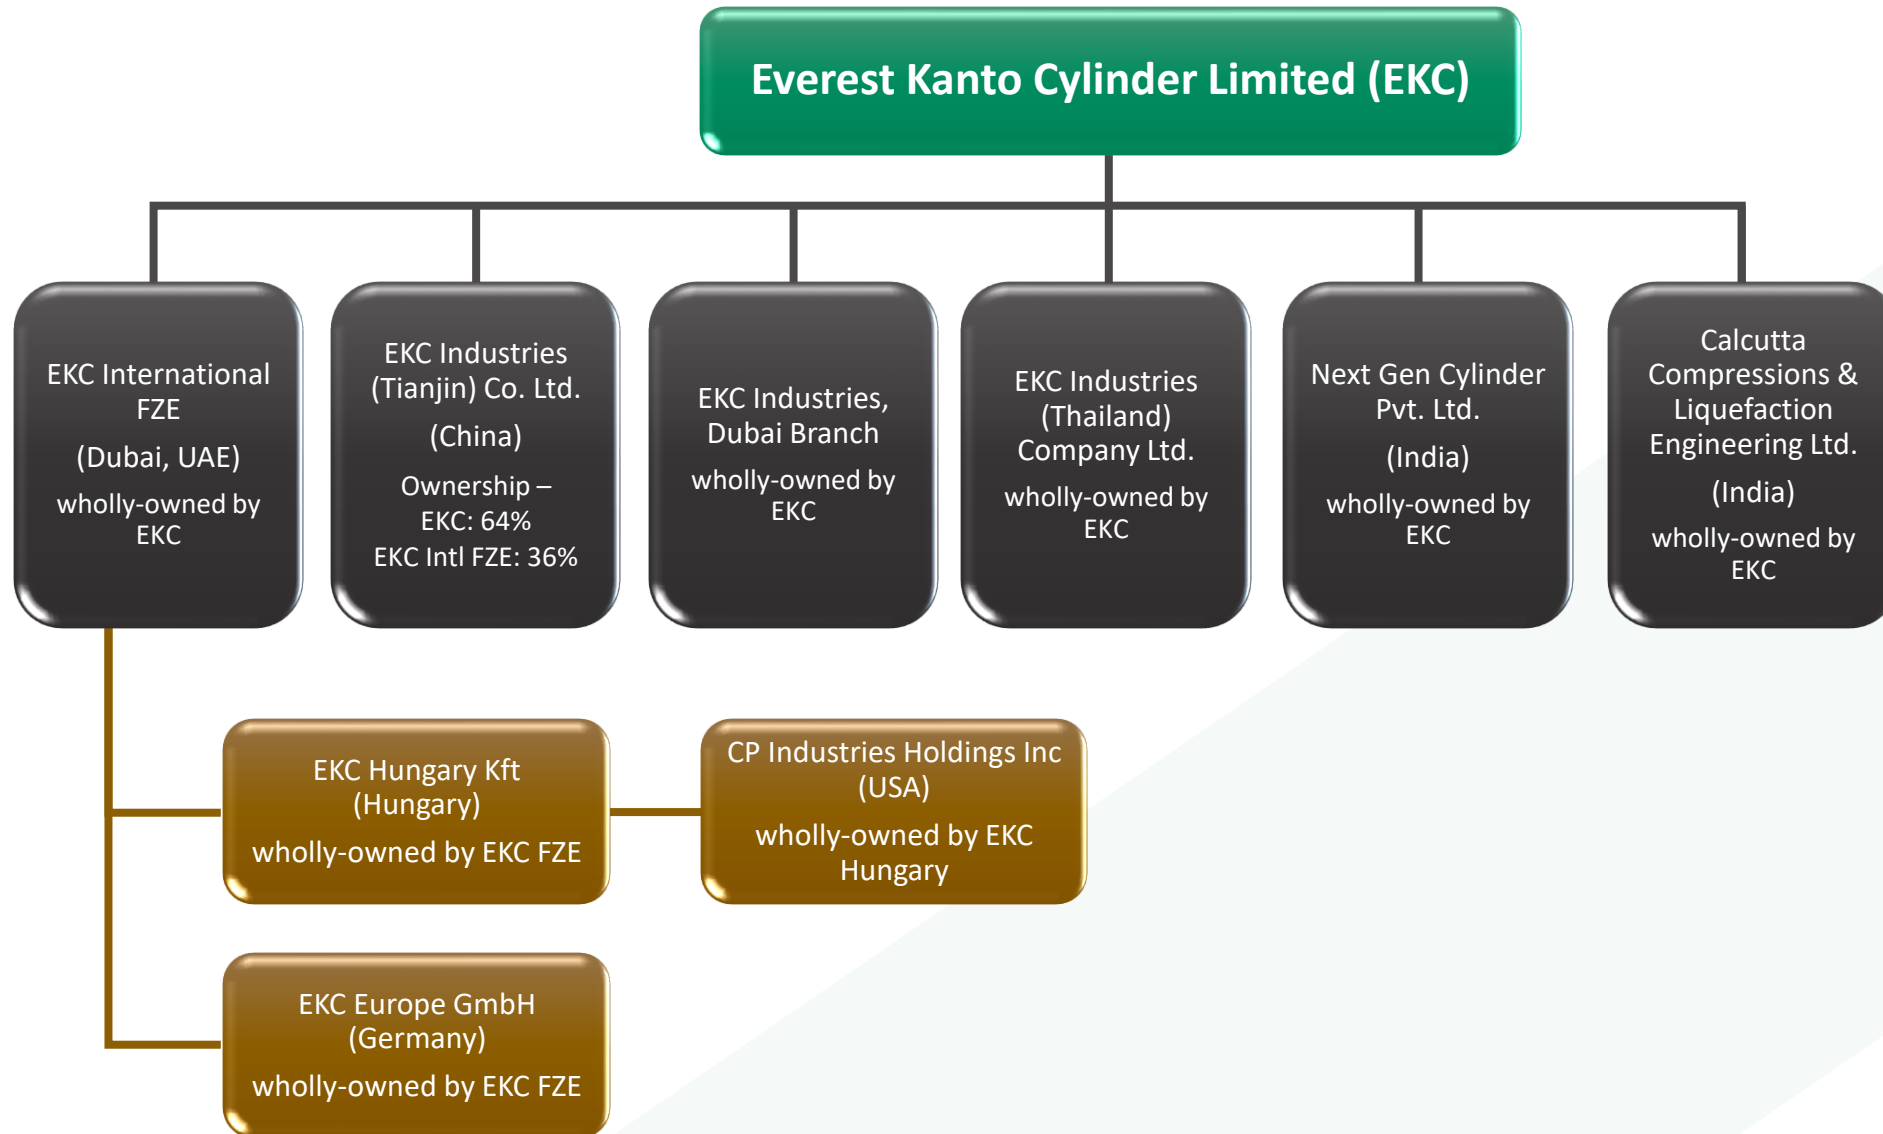 Everest Kanto Cylinder Limited (EKC)
EKC International
FZE
(Dubai, UAE)
wholly-owned by
EKC
EKC Industries
(Tianjin) Co. Ltd.
(China)
Ownership –
EKC: 64%
EKC Intl FZE: 36%
EKC Industries,
Dubai Branch
wholly-owned by
EKC
EKC Industries
(Thailand)
Company Ltd.
wholly-owned by
EKC
Next Gen Cylinder
Pvt. Ltd.
(India)
wholly-owned by
EKC
Calcutta
Compressions &
Liquefaction
Engineering Ltd.
(India)
wholly-owned by
EKC
EKC Hungary Kft
(Hungary)
wholly-owned by EKC FZE
CP Industries Holdings Inc
(USA)
wholly-owned by EKC
Hungary
EKC Europe GmbH
(Germany)
wholly-owned by EKC FZE